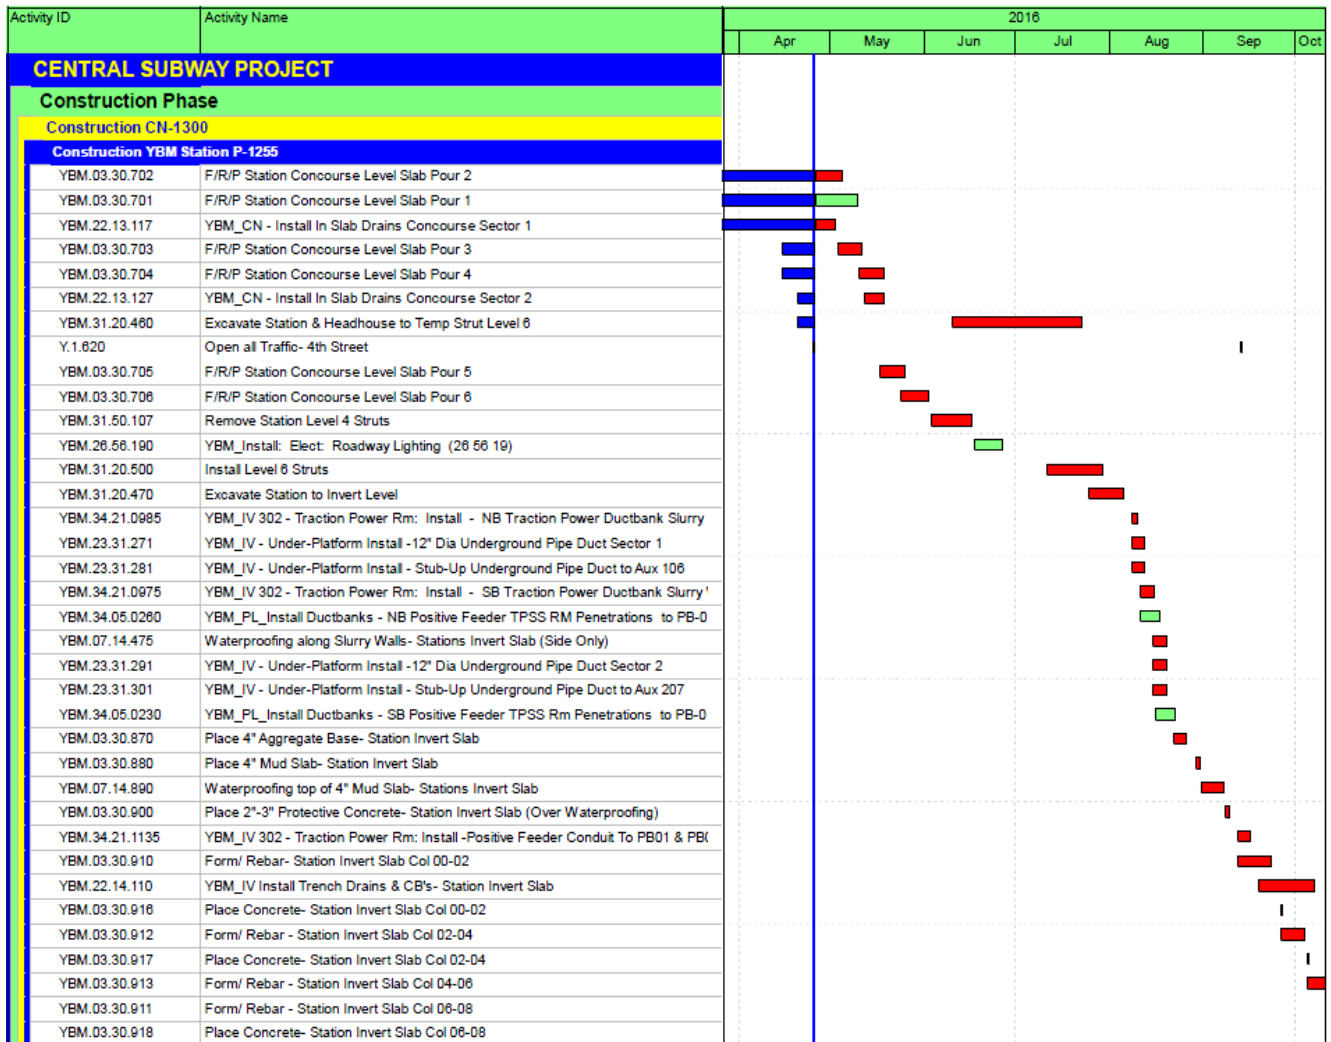 Activity ID Activity Name 2016
Apr May Jun Jul Aug Sep Oct
CENTRAL SUBWAY PROJECT
Construction Phase
Construction CN-1300
Construction YBM Station P-1255
YBM.03.30.702 F/R/P Station Concourse Level Slab Pour 2
YBM.03.30.701 F/R/P Station Concourse Level Slab Pour 1
YBM.22.13.117 YBM_CN - Install In Slab Drains Concourse Sector 1
YBM.03.30.703 F/R/P Station Concourse Level Slab Pour 3
YBM.03.30.704 F/R/P Station Concourse Level Slab Pour 4
YBM.22.13.127 YBM_CN - Install In Slab Drains Concourse Sector 2
YBM.31.20.460 Excavate Station & Headhouse to Temp Strut Level 6
Y.1.620 Open all Traffic- 4th Street
YBM.03.30.705 F/R/P Station Concourse Level Slab Pour 5
YBM.03.30.706 F/R/P Station Concourse Level Slab Pour 6
YBM.31.50.107 Remove Station Level 4 Struts
YBM.26.56.190 YBM_Install: Elect: Roadway Lighting (26 56 19)
YBM.31.20.500 Install Level 6 Struts
YBM.31.20.470 Excavate Station to Invert Level
YBM.34.21.0985 YBM_IV 302 - Traction Power Rm: Install - NB Traction Power Ductbank Slurry
YBM.23.31.271 YBM_IV - Under-Platform Install -12" Dia Underground Pipe Duct Sector 1
YBM.23.31.281 YBM_IV - Under-Platform Install - Stub-Up Underground Pipe Duct to Aux 106
YBM.34.21.0975 YBM_IV 302 - Traction Power Rm: Install - SB Traction Power Ductbank Slurry
YBM.34.05.0260 YBM_PL_Install Ductbanks - NB Positive Feeder TPSS RM Penetrations to PB-0
YBM.07.14.475 Waterproofing along Slurry Walls- Stations Invert Slab (Side Only)
YBM.23.31.291 YBM_IV - Under-Platform Install -12" Dia Underground Pipe Duct Sector 2
YBM.23.31.301 YBM_IV - Under-Platform Install - Stub-Up Underground Pipe Duct to Aux 207
YBM.34.05.0230 YBM_PL_Install Ductbanks - SB Positive Feeder TPSS Rm Penetrations to PB-0
YBM.03.30.870 Place 4" Aggregate Base- Station Invert Slab
YBM.03.30.880 Place 4" Mud Slab- Station Invert Slab
YBM.07.14.890 Waterproofing top of 4" Mud Slab- Stations Invert Slab
YBM.03.30.900 Place 2"-3" Protective Concrete- Station Invert Slab (Over Waterproofing)
YBM.34.21.1135 YBM_IV 302 - Traction Power Rm: Install -Positive Feeder Conduit To PB01 & PB
YBM.03.30.910 Form/ Rebar- Station Invert Slab Col 00-02
YBM.22.14.110 YBM_IV Install Trench Drains & CB's- Station Invert Slab
YBM.03.30.916 Place Concrete- Station Invert Slab Col 00-02
YBM.03.30.912 Form/ Rebar - Station Invert Slab Col 02-04
YBM.03.30.917 Place Concrete- Station Invert Slab Col 02-04
YBM.03.30.913 Form/ Rebar - Station Invert Slab Col 04-06
YBM.03.30.911 Form/ Rebar - Station Invert Slab Col 06-08
YBM.03.30.918 Place Concrete- Station Invert Slab Col 06-08